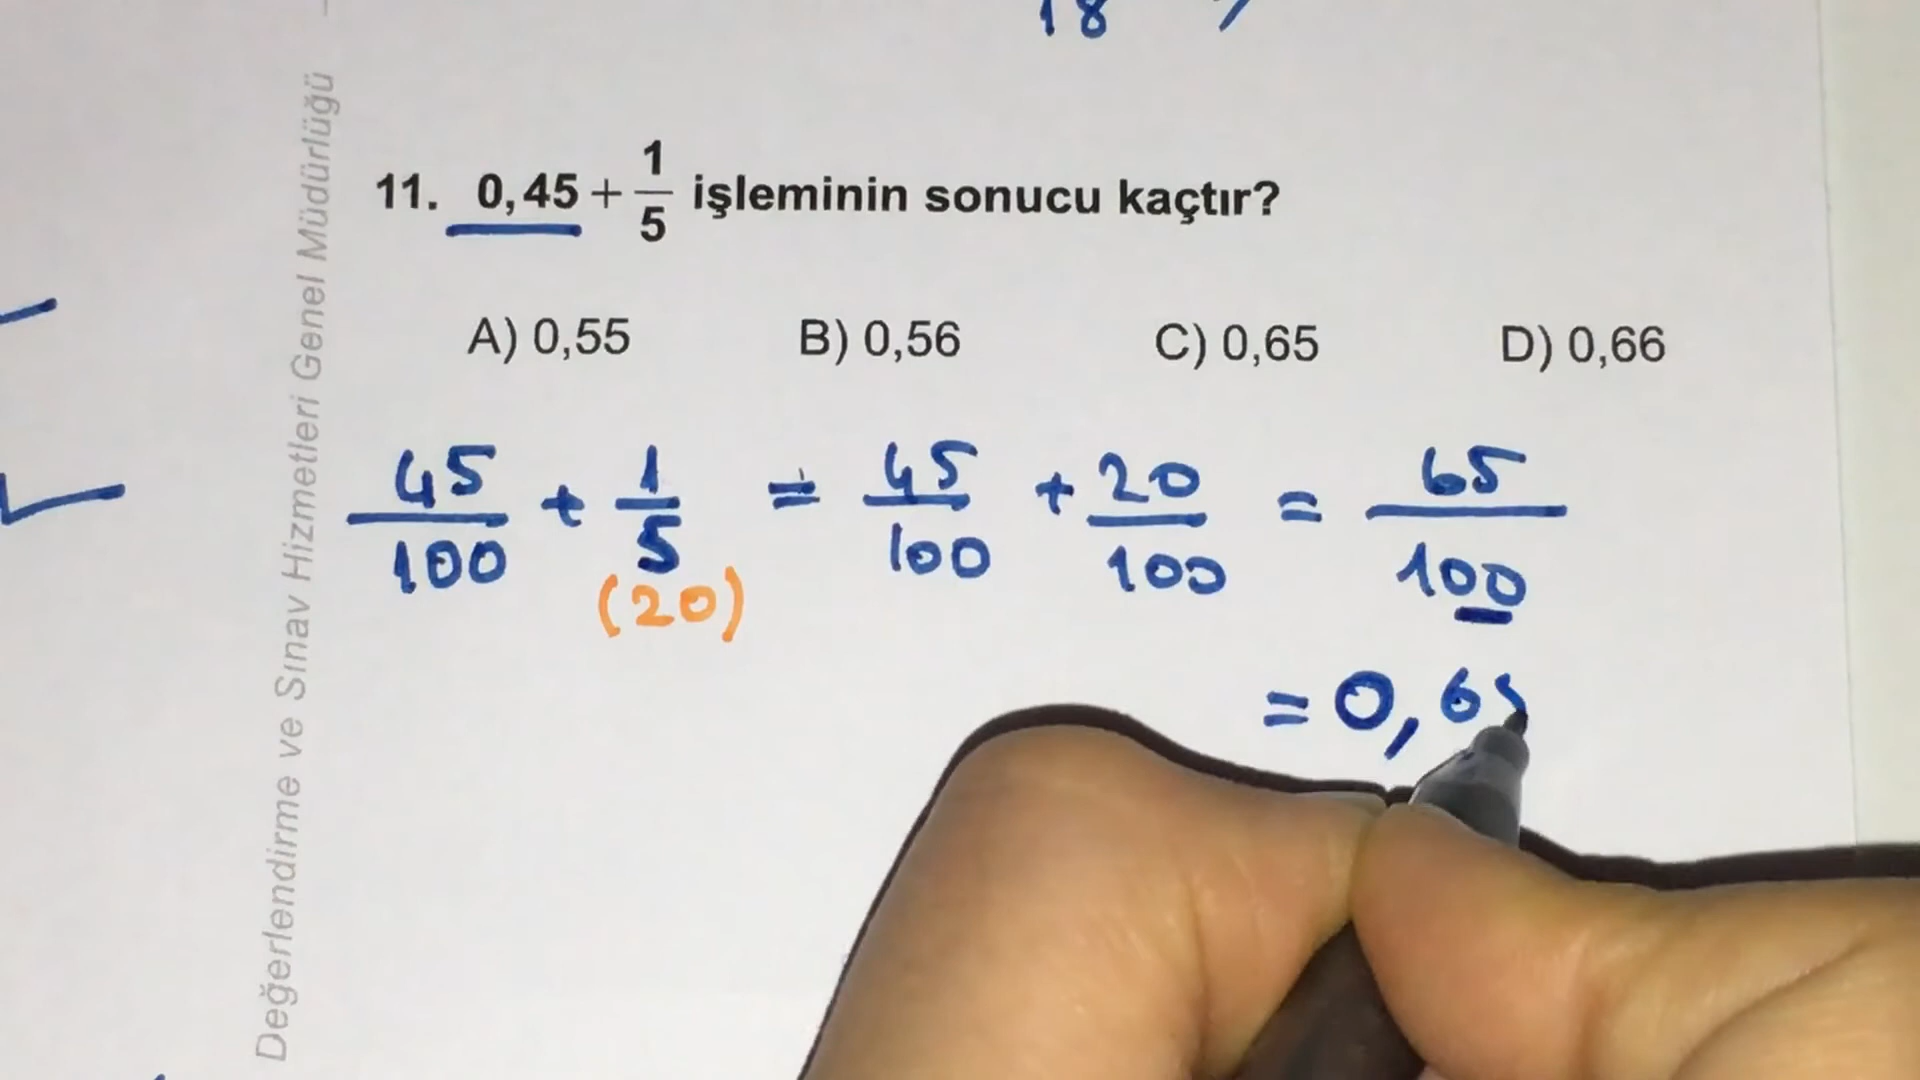 18
Değerlendirme ve Sınav Hizmetleri Genel Müdürlüğü
11. 0,45 + 1/5 işleminin sonucu kaçtır?
A) 0,55 B) 0,56 C) 0,65 D) 0,66
45/100 + 1/5 = 45/100 + 20/100 = 65/100
(20)
= 0,65